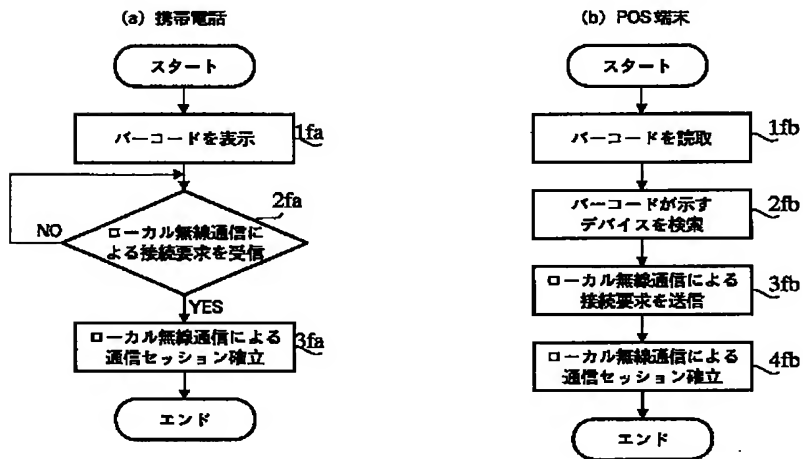 (a) 携帯電話
スタート
バーコードを表示
1fa
2fa
ローカル無線通信に
よる接続要求を受信
NO
YES
ローカル無線通信による
通信セッション確立
3fa
エンド
(b) POS端末
スタート
バーコードを読取
1fb
バーコードが示す
デバイスを検索
2fb
ローカル無線通信による
接続要求を送信
3fb
ローカル無線通信による
通信セッション確立
4fb
エンド